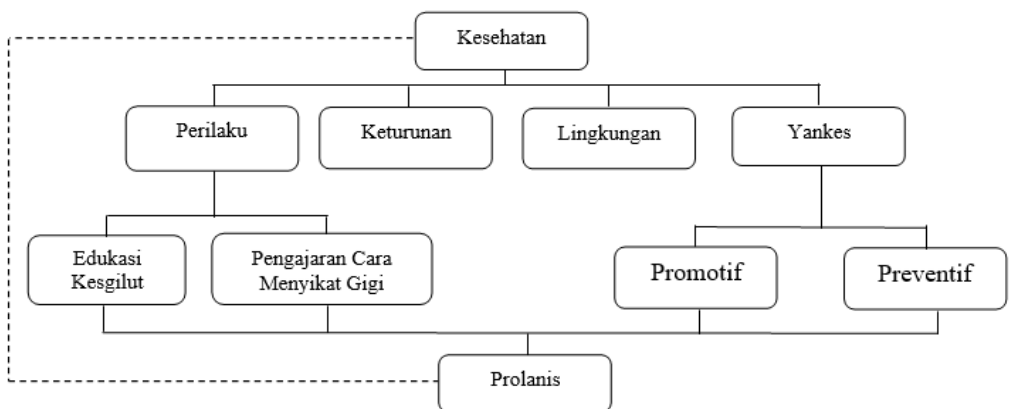 Kesehatan
Perilaku
Keturunan
Lingkungan
Yankes
Edukasi
Kesgilut
Pengajaran Cara
Menyikat Gigi
Promotif
Preventif
Prolanis